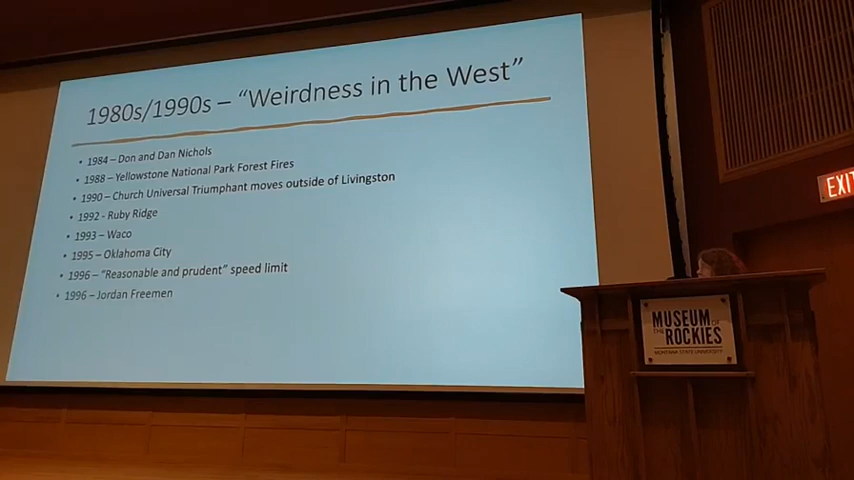 1980s/1990s – “Weirdness in the West”
• 1984 – Don and Dan Nichols
• 1988 – Yellowstone National Park Forest Fires
• 1990 – Church Universal Triumphant moves outside of Livingston
• 1992 - Ruby Ridge
• 1993 – Waco
• 1995 – Oklahoma City
• 1996 – “Reasonable and prudent” speed limit
• 1996 – Jordan Freemen
EXIT
MUSEUM OF
THE ROCKIES
MONTANA STATE UNIVERSITY